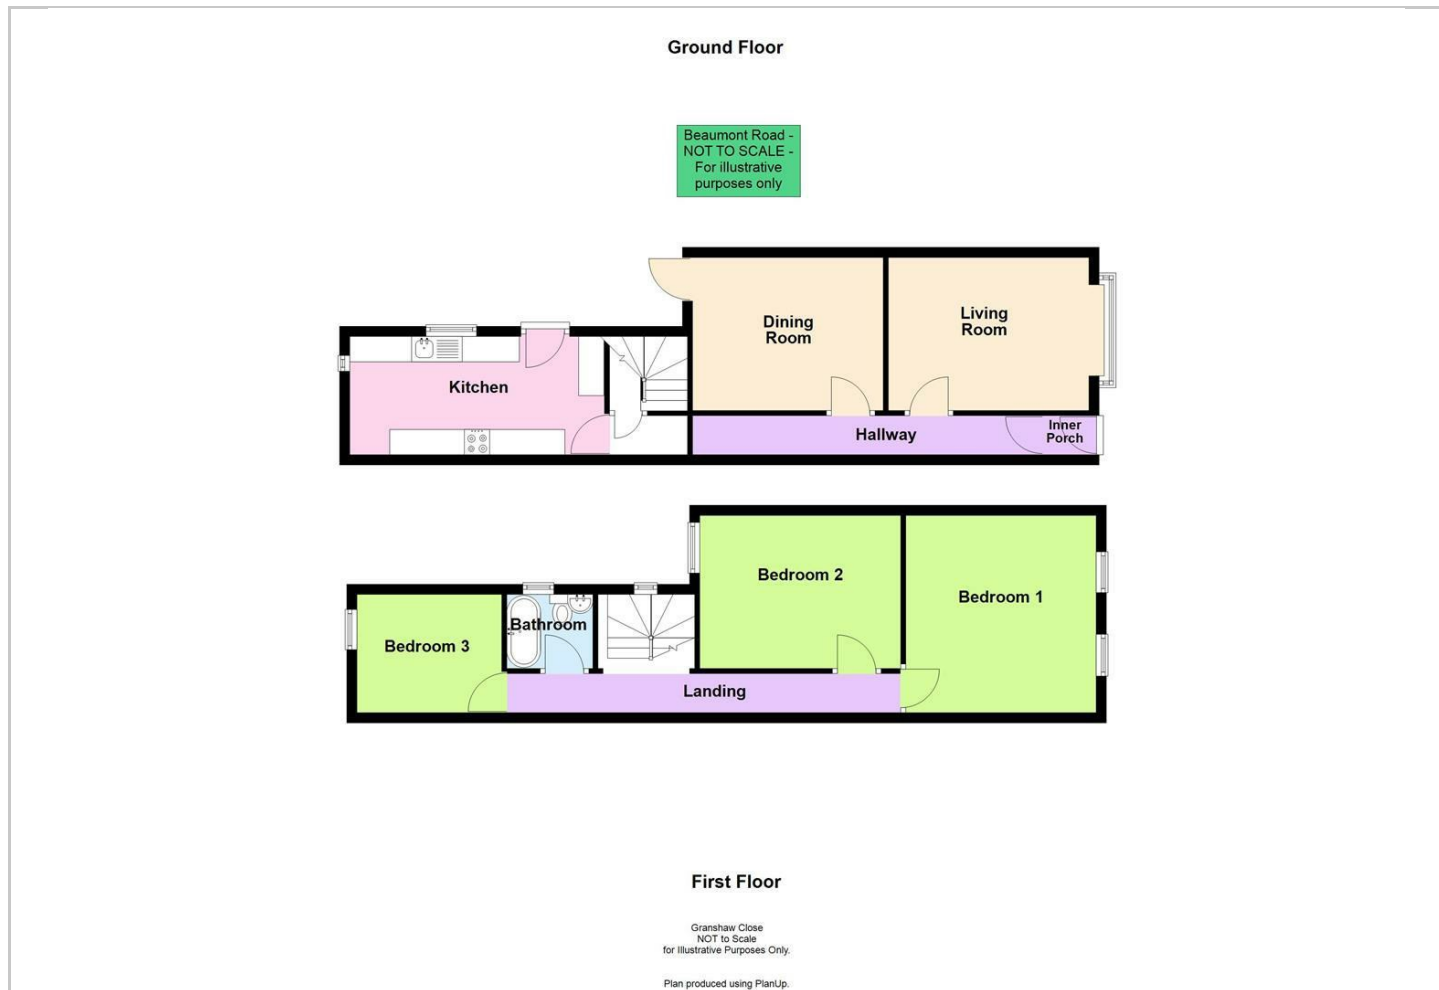 Ground Floor
Beaumont Road -
NOT TO SCALE -
For illustrative
purposes only
Dining
Room
Living
Room
Kitchen
Hallway
Inner
Porch
Bedroom 2
Bedroom 1
Bathroom
Bedroom 3
Landing
First Floor
Granshaw Close
NOT to Scale
for Illustrative Purposes Only.
Plan produced using PlanUp.